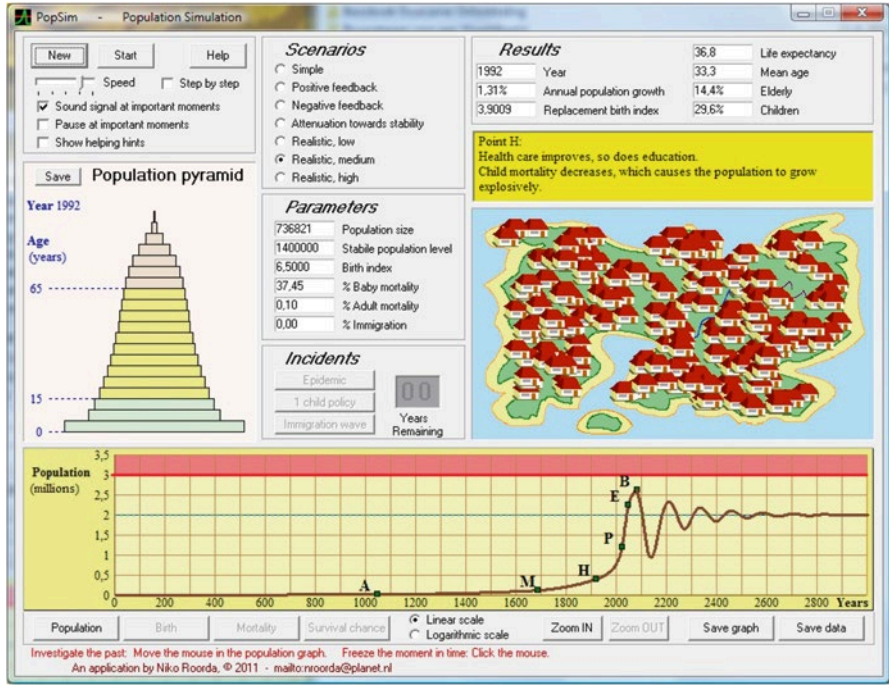 PopSim - Population Simulation
New Start Help
Speed Step by step
Sound signal at important moments
Pause at important moments
Show helping hints
Scenarios
Simple
Positive feedback
Negative feedback
Attenuation towards stability
Realistic, low
Realistic, medium
Realistic, high
Results
1992 Year
1,31% Annual population growth
3,9009 Replacement birth index
36,8 Life expectancy
33,3 Mean age
14,4% Elderly
29,6% Children
Point H:
Health care improves, so does education.
Child mortality decreases, which causes the population to grow
explosively.
Save Population pyramid
Year 1992
Age
(years)
65
15
0
Parameters
736821 Population size
1400000 Stabile population level
6,5000 Birth index
37,45 % Baby mortality
0,10 % Adult mortality
0,00 % Immigration
Incidents
Epidemic
1 child policy
Immigration wave
00
Years
Remaining
Population
(millions)
3,5
3
2,5
2
1,5
1
0,5
0
A M H P E B
0 200 400 600 800 1000 1200 1400 1600 1800 2000 2200 2400 2600 2800 Years
Population Birth Mortality Survival chance
Linear scale
Logarithmic scale
Zoom IN Zoom OUT Save graph Save data
Investigate the past: Move the mouse in the population graph. Freeze the moment in time: Click the mouse.
An application by Niko Roorda, © 2011 - mailto:nroorda@planet.nl